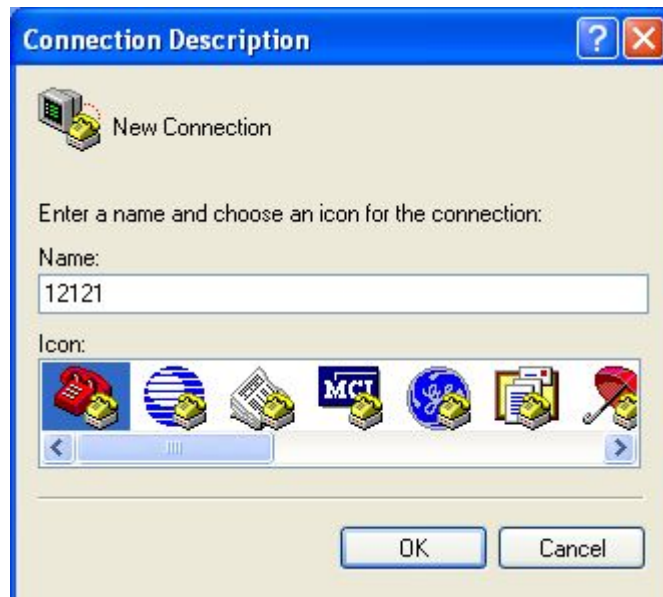 Connection Description
New Connection
Enter a name and choose an icon for the connection:
Name:
12121
Icon:
MCI
OK Cancel